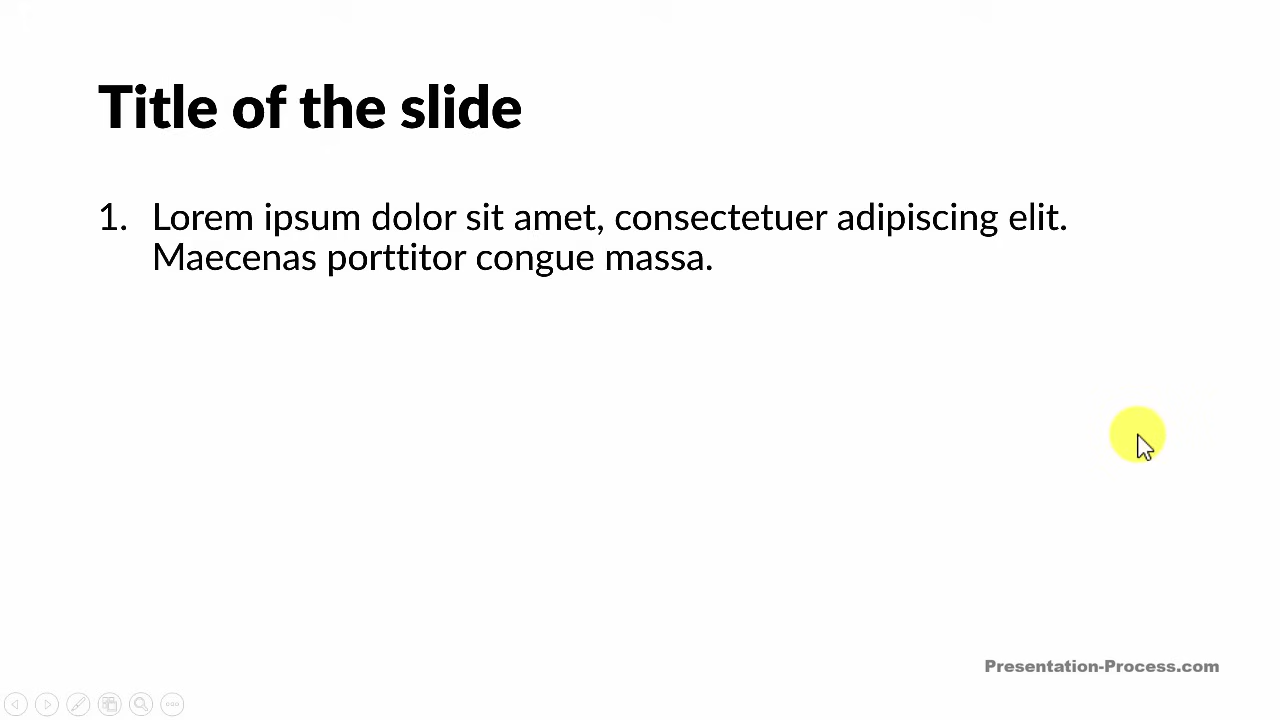 Title of the slide
1. Lorem ipsum dolor sit amet, consectetuer adipiscing elit.
Maecenas porttitor congue massa.
Presentation-Process.com